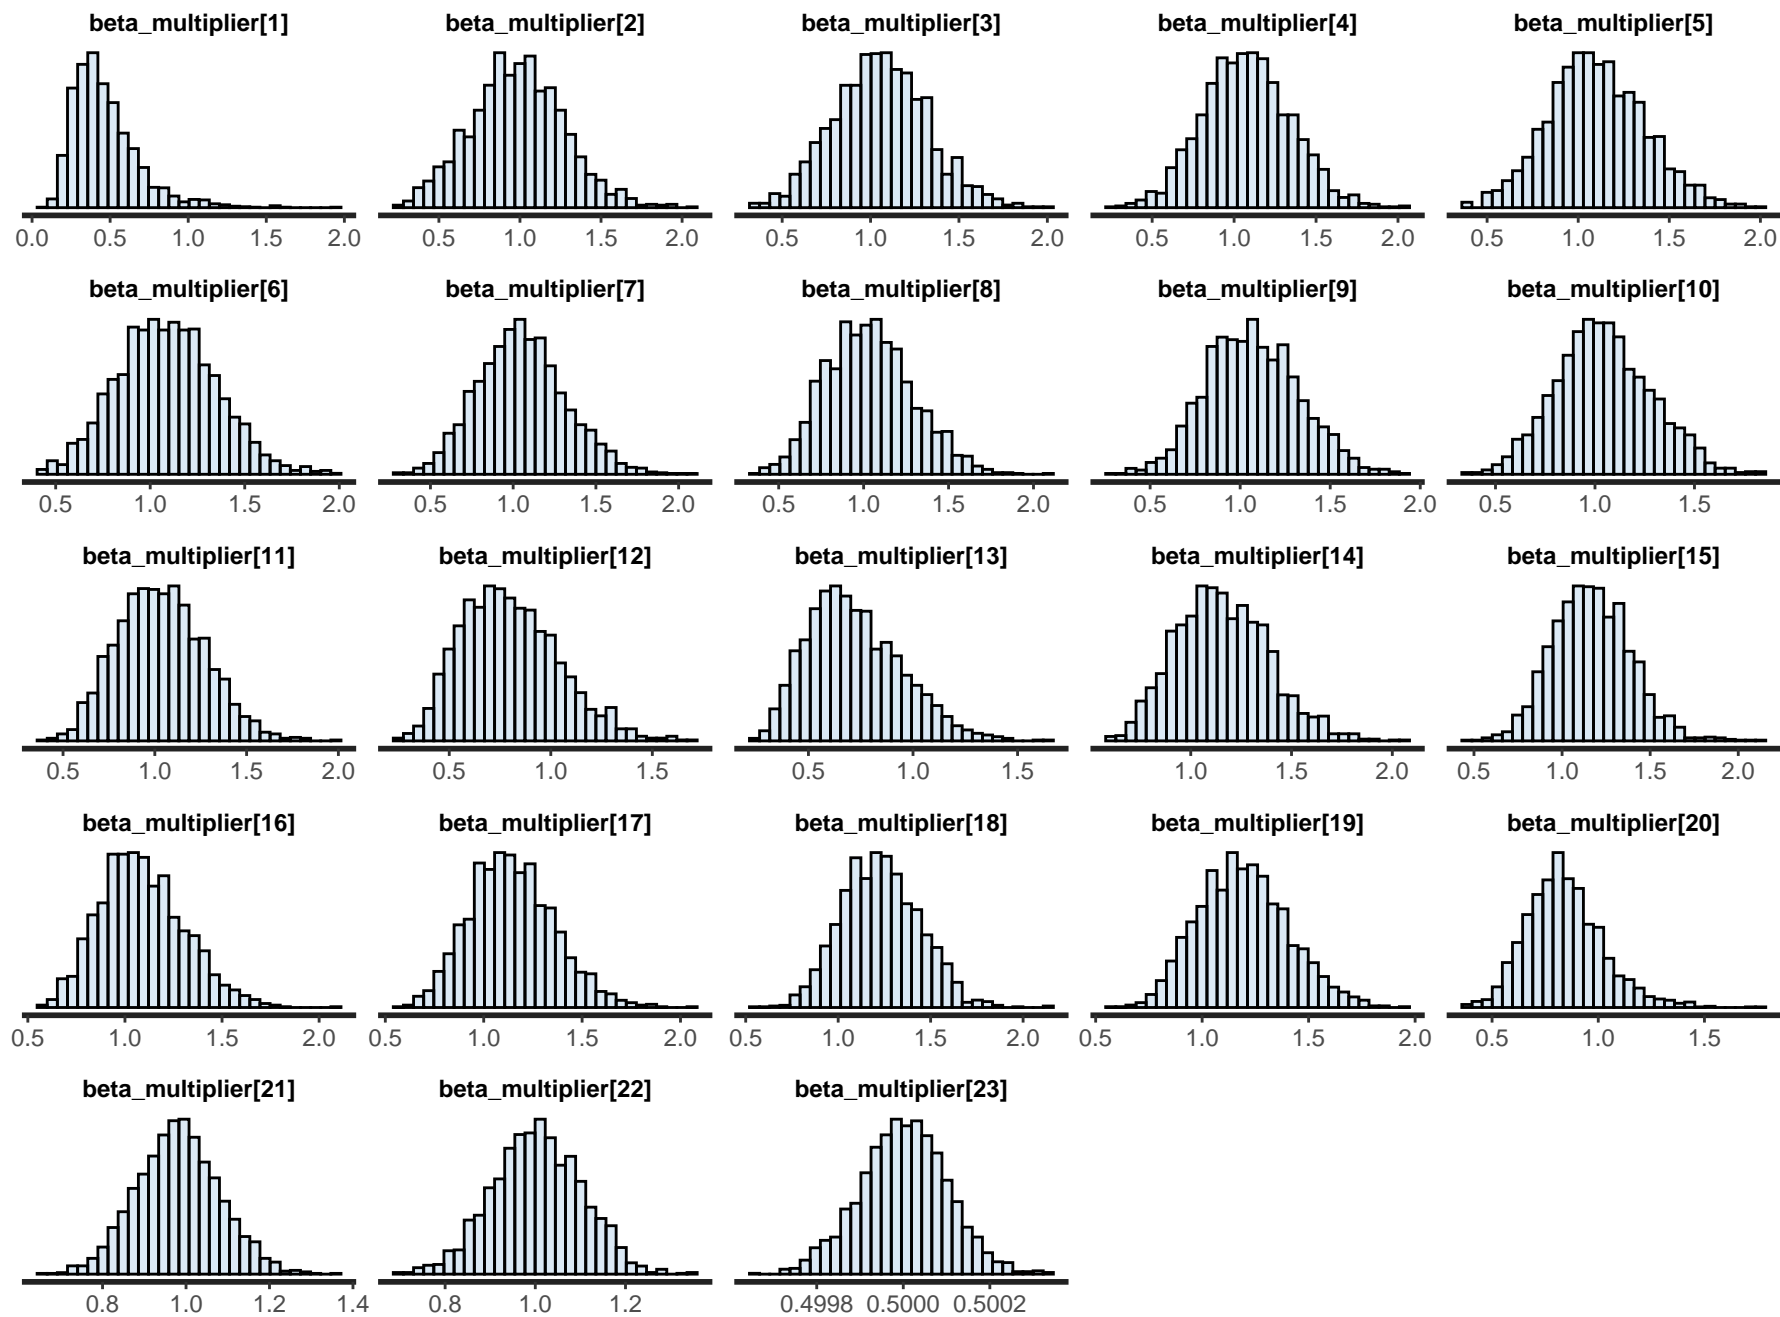 beta_multiplier[1] beta_multiplier[2] beta_multiplier[3] beta_multiplier[4] beta_multiplier[5]
0.0 0.5 1.0 1.5 2.0 0.5 1.0 1.5 2.0 0.5 1.0 1.5 2.0 0.5 1.0 1.5 2.0 0.5 1.0 1.5 2.0
beta_multiplier[6] beta_multiplier[7] beta_multiplier[8] beta_multiplier[9] beta_multiplier[10]
0.5 1.0 1.5 2.0 0.5 1.0 1.5 2.0 0.5 1.0 1.5 2.0 0.5 1.0 1.5 2.0 0.5 1.0 1.5
beta_multiplier[11] beta_multiplier[12] beta_multiplier[13] beta_multiplier[14] beta_multiplier[15]
0.5 1.0 1.5 2.0 0.5 1.0 1.5 0.5 1.0 1.5 1.0 1.5 2.0 0.5 1.0 1.5 2.0
beta_multiplier[16] beta_multiplier[17] beta_multiplier[18] beta_multiplier[19] beta_multiplier[20]
0.5 1.0 1.5 2.0 0.5 1.0 1.5 2.0 0.5 1.0 1.5 2.0 0.5 1.0 1.5 2.0 0.5 1.0 1.5
beta_multiplier[21] beta_multiplier[22] beta_multiplier[23]
0.8 1.0 1.2 1.4 0.8 1.0 1.2 0.4998 0.5000 0.5002